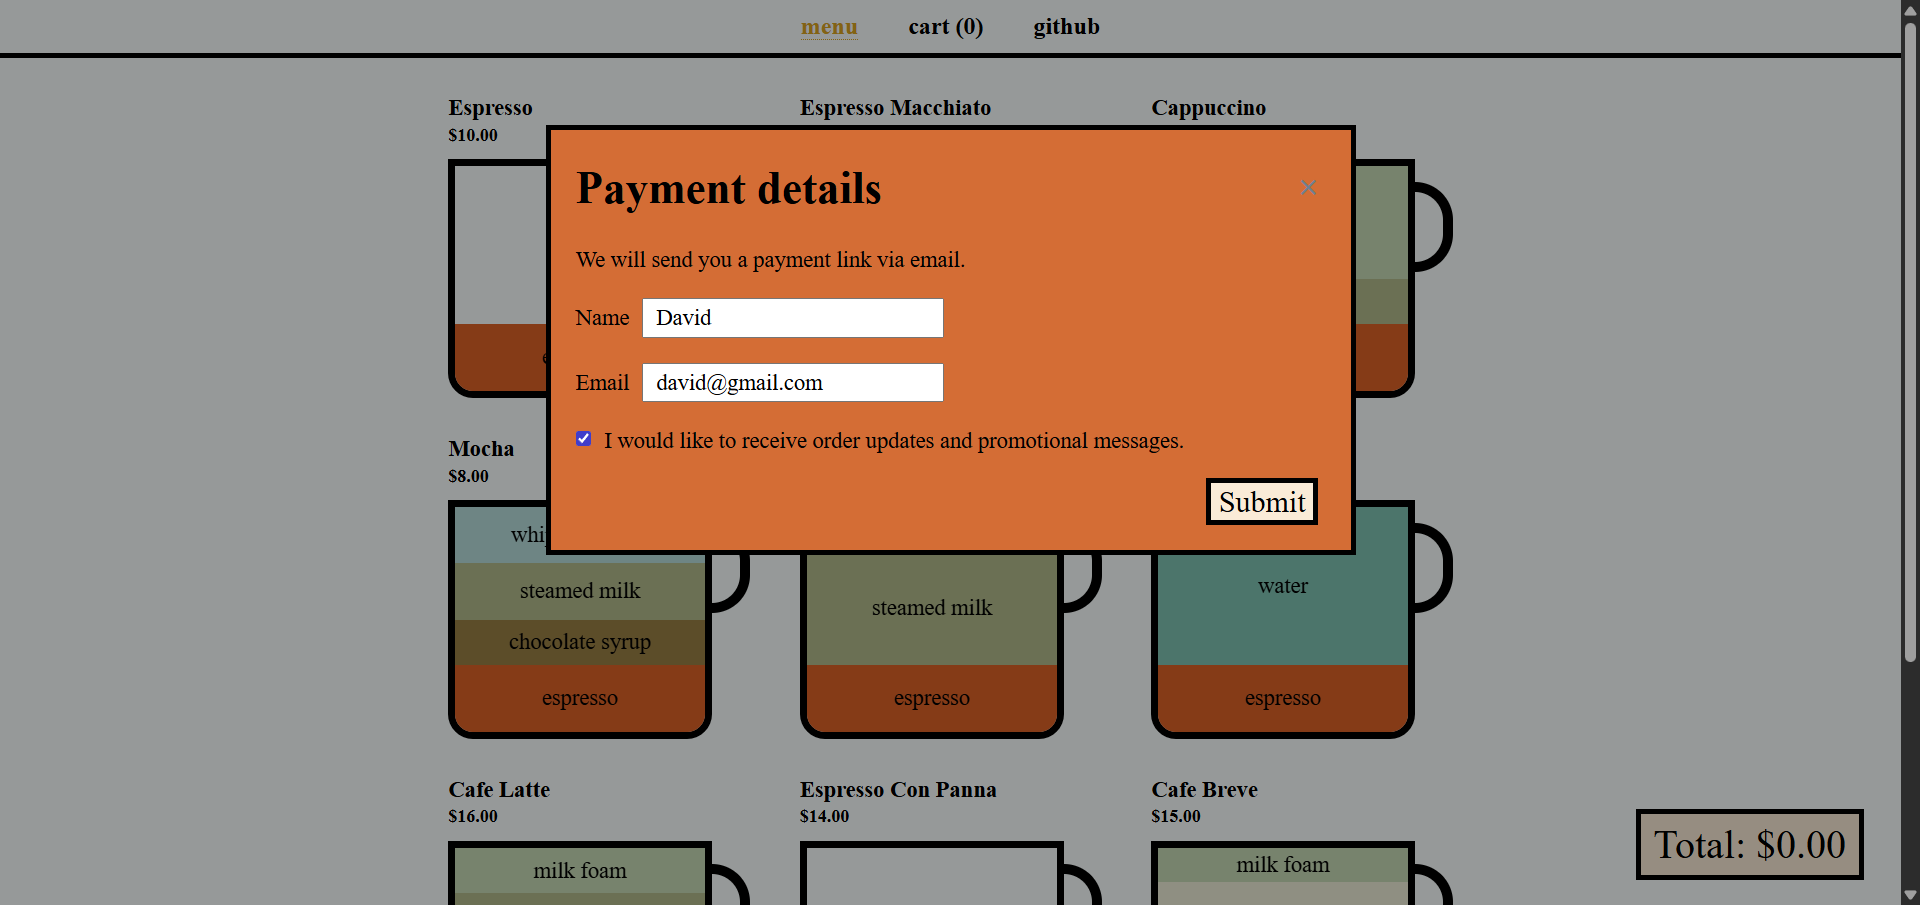 menu cart (0) github
Espresso Espresso Macchiato Cappuccino
$10.00
Payment details
We will send you a payment link via email.
Name David
Email david@gmail.com
I would like to receive order updates and promotional messages.
Submit
Mocha
$8.00
steamed milk
chocolate syrup
espresso
steamed milk
espresso
water
espresso
Cafe Latte Espresso Con Panna Cafe Breve
$16.00 $14.00 $15.00
milk foam
milk foam
Total: $0.00